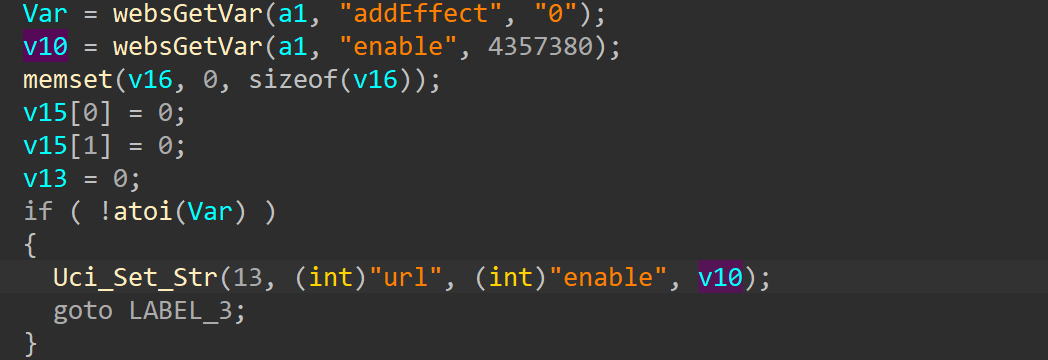 Var = websGetVar(a1, "addEffect", "0");
v10 = websGetVar(a1, "enable", 4357380);
memset(v16, 0, sizeof(v16));
v15[0] = 0;
v15[1] = 0;
v13 = 0;
if ( !atoi(Var) )
{
  Uci_Set_Str(13, (int)"url", (int)"enable", v10);
  goto LABEL_3;
}